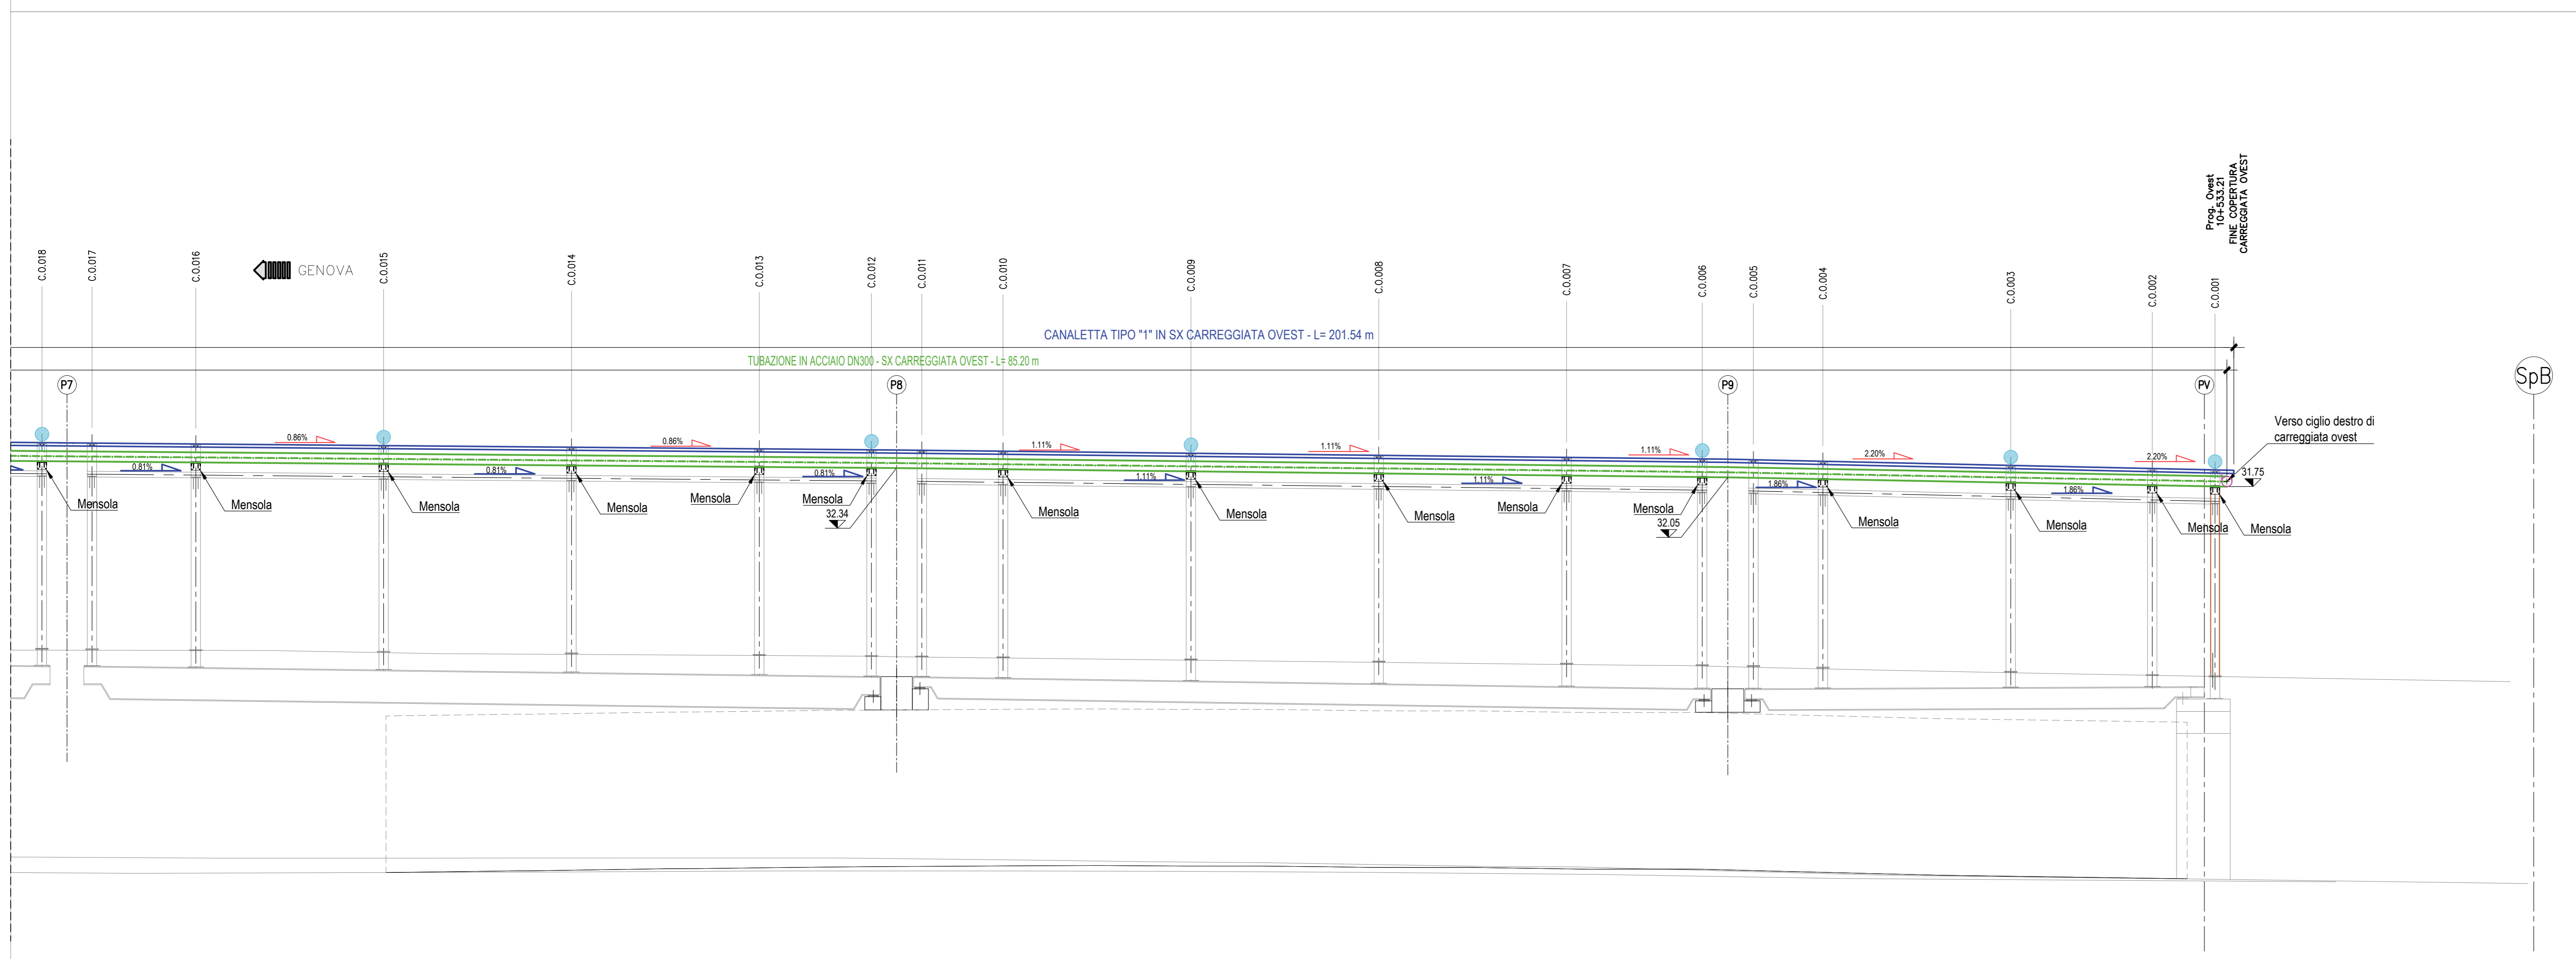 Prog. Ovest
10+533.21
FINE COPERTURA
CARREGGIATA OVEST
C.O.018
C.O.017
C.O.016
GENOVA
C.O.015
C.O.014
C.O.013
C.O.012
C.O.011
C.O.010
C.O.009
C.O.008
C.O.007
C.O.006
C.O.005
C.O.004
C.O.003
C.O.002
C.O.001
CANALETTA TIPO "1" IN SX CARREGGIATA OVEST - L= 201.54 m
TUBAZIONE IN ACCIAIO DN300 - SX CARREGGIATA OVEST - L= 85.20 m
P7
P8
P9
PV
SpB
Verso ciglio destro di
carreggiata ovest
0.86%
0.86%
1.11%
1.11%
1.11%
2.20%
2.20%
31.75
0.81%
0.81%
0.81%
1.11%
1.11%
1.86%
1.86%
Mensola
Mensola
Mensola
Mensola
Mensola
Mensola
32.34
Mensola
Mensola
Mensola
Mensola
Mensola
32.05
Mensola
Mensola
Mensola
Mensola